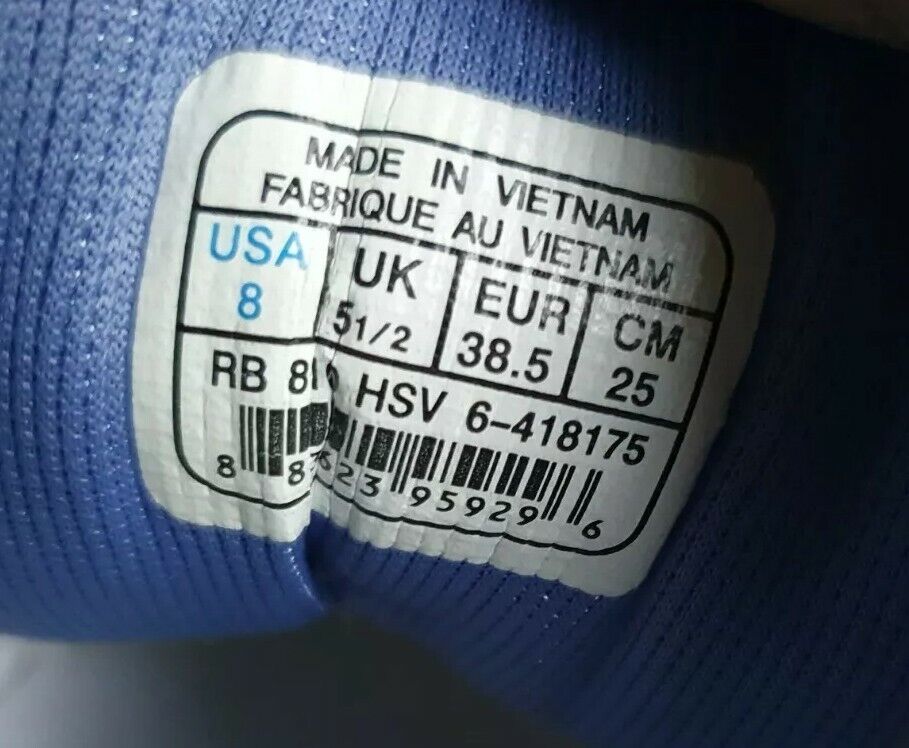 MADE IN VIETNAM
FABRIQUE AU VIETNAM
USA UK EUR CM
8 5 1/2 38.5 25
RB HSV 6-418175
95929 6